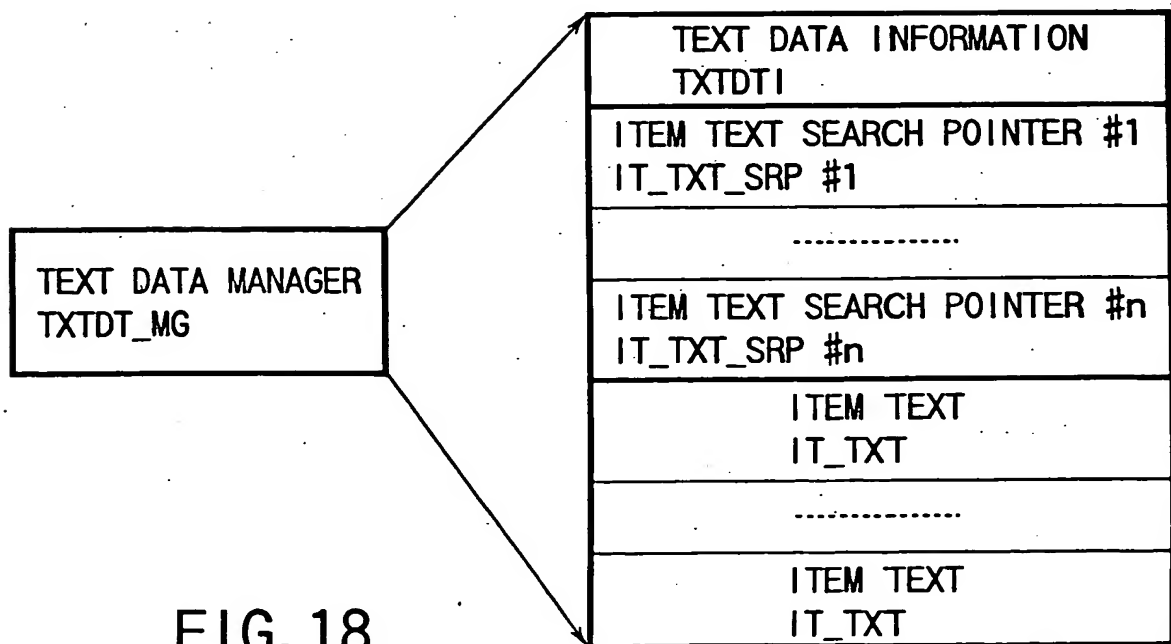 TEXT DATA MANAGER
TXTDT_MG
TEXT DATA INFORMATION
TXTDTI
ITEM TEXT SEARCH POINTER #1
IT_TXT_SRP #1
---------------
ITEM TEXT SEARCH POINTER #n
IT_TXT_SRP #n
ITEM TEXT
IT_TXT
---------------
ITEM TEXT
IT_TXT
FIG. 18